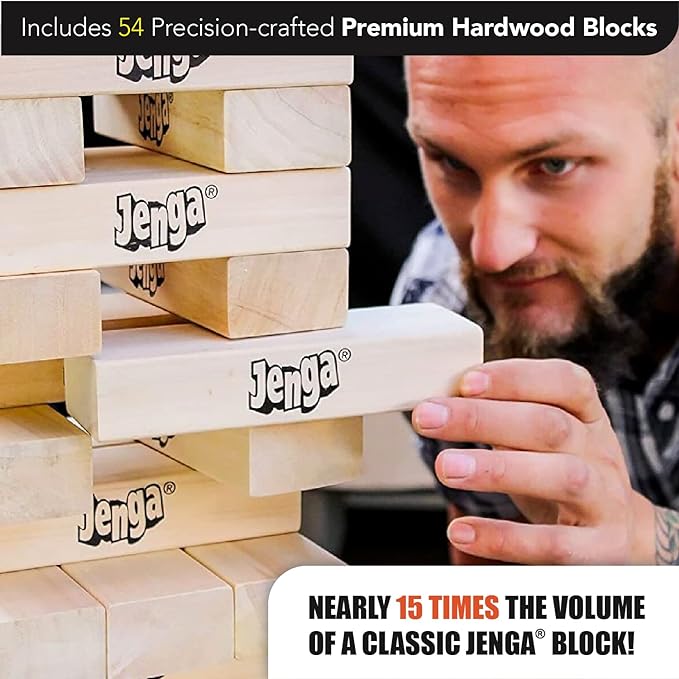 Includes 54 Precision-crafted Premium Hardwood Blocks
Jenga
Jenga
Jenga®
Jenga
Jenga®
Jenga®
NEARLY 15 TIMES THE VOLUME
OF A CLASSIC JENGA® BLOCK!